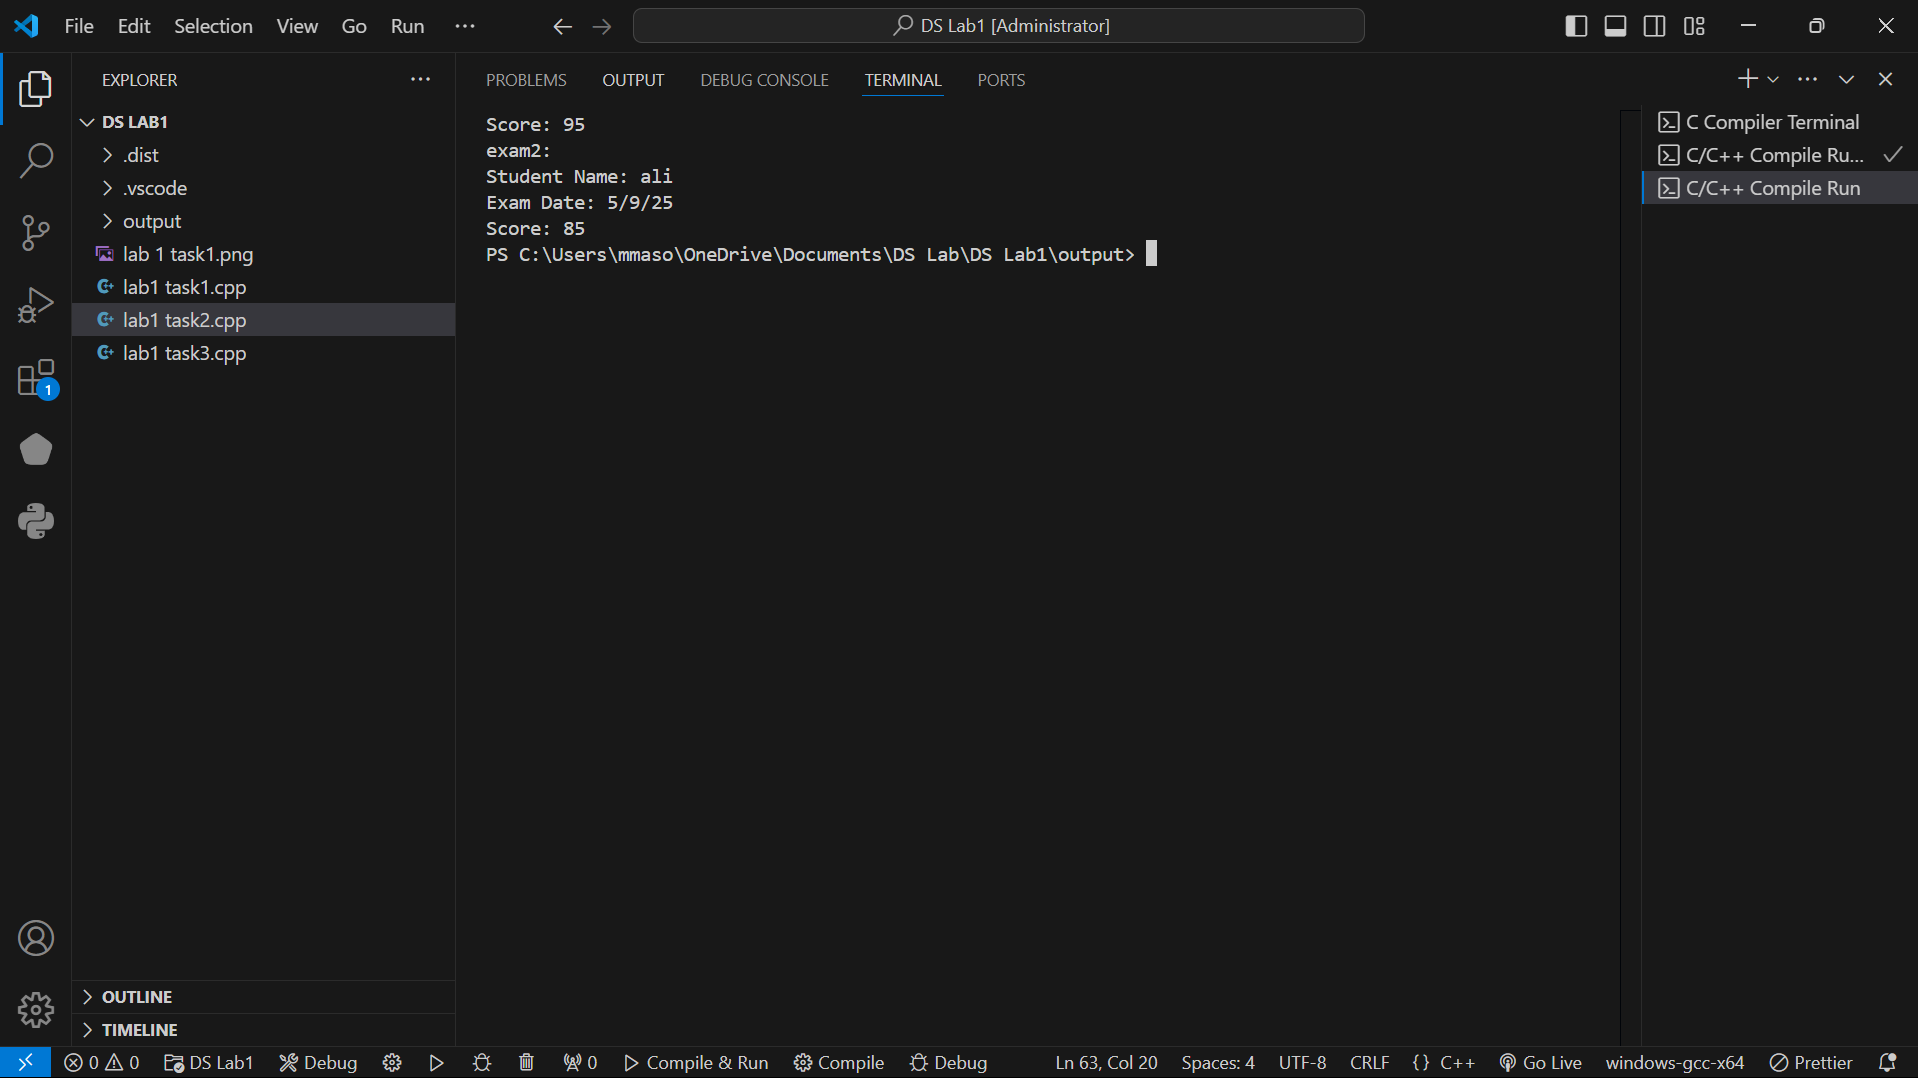 File Edit Selection View Go Run ··· DS Lab1 [Administrator]
EXPLORER ···
DS LAB1
.dist
.vscode
output
lab 1 task1.png
lab1 task1.cpp
lab1 task2.cpp
lab1 task3.cpp
OUTLINE
TIMELINE
1
PROBLEMS OUTPUT DEBUG CONSOLE TERMINAL PORTS
Score: 95
exam2:
Student Name: ali
Exam Date: 5/9/25
Score: 85
PS C:\Users\mmaso\OneDrive\Documents\DS Lab\DS Lab1\output>
C Compiler Terminal
C/C++ Compile Ru...
C/C++ Compile Run
0 0 DS Lab1 Debug 0 Compile & Run Compile Debug Ln 63, Col 20 Spaces: 4 UTF-8 CRLF {} C++ Go Live windows-gcc-x64 Prettier